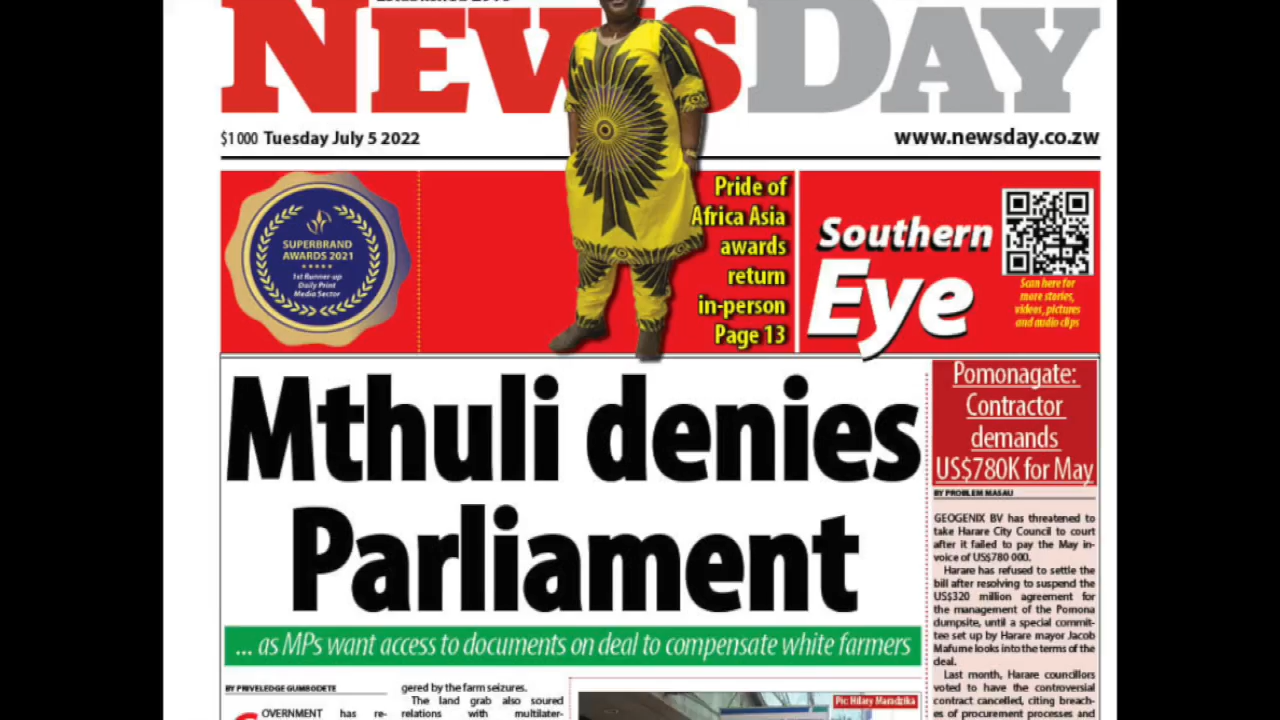 NEWSDAY
$1000 Tuesday July 5 2022
www.newsday.co.zw
SUPERBRAND
AWARDS 2021
1st Runner-up
Daily Print
Media Sector
Pride of
Africa Asia
awards
return
in-person
Page 13
Southern
Eye
Scan here for
more stories,
videos, pictures
and audio clips
Mthuli denies
Parliament
... as MPs want access to documents on deal to compensate white farmers
BY PRIVELEDGE GUMBODETE
OVERNMENT has re-
gered by the farm seizures.
The land grab also soured
relations with multilater-
Pic: Hilary Maradzika
Pomonagate:
Contractor
demands
US$780K for May
BY PROBLEM MASAU
GEOGENIX BV has threatened to
take Harare City Council to court
after it failed to pay the May in-
voice of US$780 000.
Harare has refused to settle the
bill after resolving to suspend the
US$320 million agreement for
the management of the Pomona
dumpsite, until a special commit-
tee set up by Harare mayor Jacob
Mafume looks into the terms of the
deal.
Last month, Harare councillors
voted to have the controversial
contract cancelled, citing breach-
es of procurement processes and